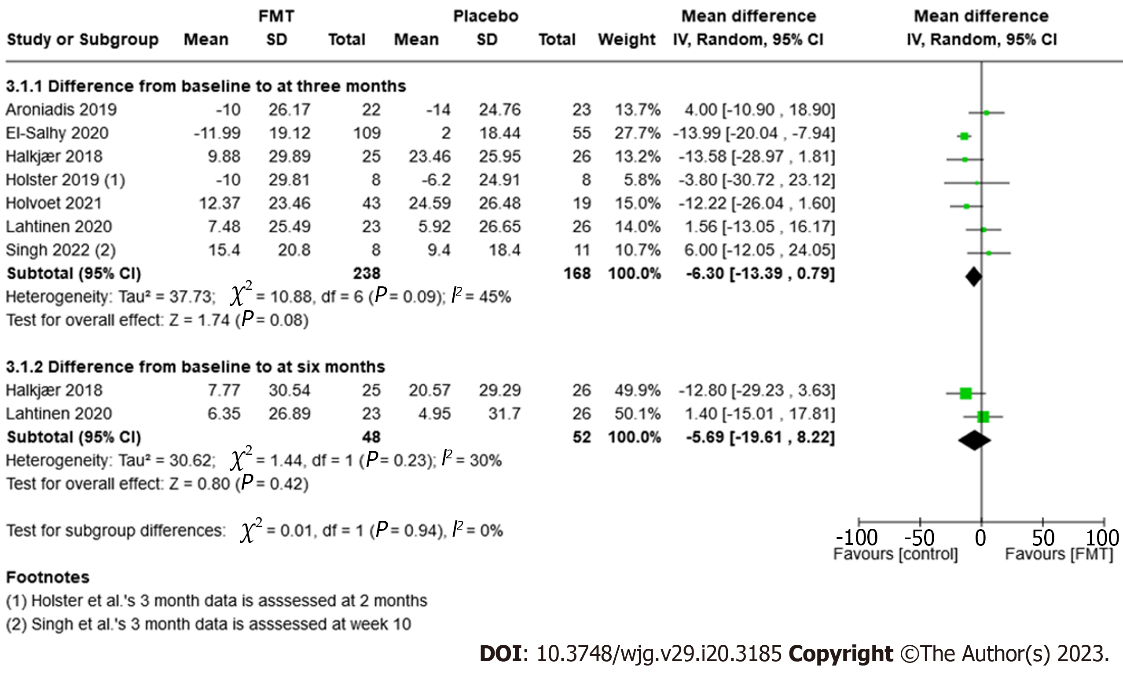 FMT Placebo Mean difference Mean difference
Study or Subgroup Mean SD Total Mean SD Total Weight IV, Random, 95% CI IV, Random, 95% CI
3.1.1 Difference from baseline to at three months
Aroniadis 2019 -10 26.17 22 -14 24.76 23 13.7% 4.00 [-10.90 , 18.90]
El-Salhy 2020 -11.99 19.12 109 2 18.44 55 27.7% -13.99 [-20.04 , -7.94]
Halkjær 2018 9.88 29.89 25 23.46 25.95 26 13.2% -13.58 [-28.97 , 1.81]
Holster 2019 (1) -10 29.81 8 -6.2 24.91 8 5.8% -3.80 [-30.72 , 23.12]
Holvoet 2021 12.37 23.46 43 24.59 26.48 19 15.0% -12.22 [-26.04 , 1.60]
Lahtinen 2020 7.48 25.49 23 5.92 26.65 26 14.0% 1.56 [-13.05 , 16.17]
Singh 2022 (2) 15.4 20.8 8 9.4 18.4 11 10.7% 6.00 [-12.05 , 24.05]
Subtotal (95% CI) 238 168 100.0% -6.30 [-13.39 , 0.79]
Heterogeneity: Tau² = 37.73; χ² = 10.88, df = 6 (P = 0.09); I² = 45%
Test for overall effect: Z = 1.74 (P = 0.08)
3.1.2 Difference from baseline to at six months
Halkjær 2018 7.77 30.54 25 20.57 29.29 26 49.9% -12.80 [-29.23 , 3.63]
Lahtinen 2020 6.35 26.89 23 4.95 31.7 26 50.1% 1.40 [-15.01 , 17.81]
Subtotal (95% CI) 48 52 100.0% -5.69 [-19.61 , 8.22]
Heterogeneity: Tau² = 30.62; χ² = 1.44, df = 1 (P = 0.23); I² = 30%
Test for overall effect: Z = 0.80 (P = 0.42)
Test for subgroup differences: χ² = 0.01, df = 1 (P = 0.94), I² = 0%
-100 -50 0 50 100
Favours [control] Favours [FMT]
Footnotes
(1) Holster et al.'s 3 month data is asssessed at 2 months
(2) Singh et al.'s 3 month data is asssessed at week 10
DOI: 10.3748/wjg.v29.i20.3185 Copyright ©The Author(s) 2023.